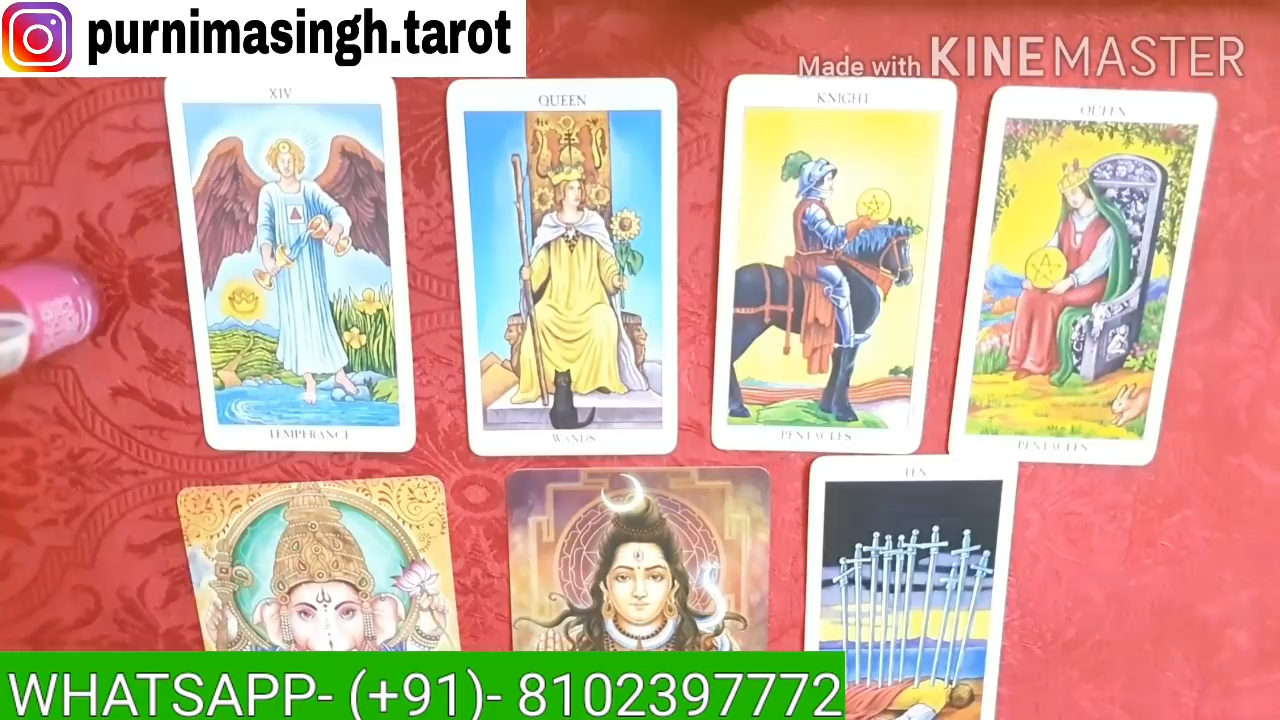 purnimasingh.tarot
Made with KINEMASTER
XIV
QUEEN
KNIGHT
QUEEN
TEMPERANCE
WANDS
PENTACLES
PENTACLES
TEN
WHATSAPP- (+91)- 8102397772